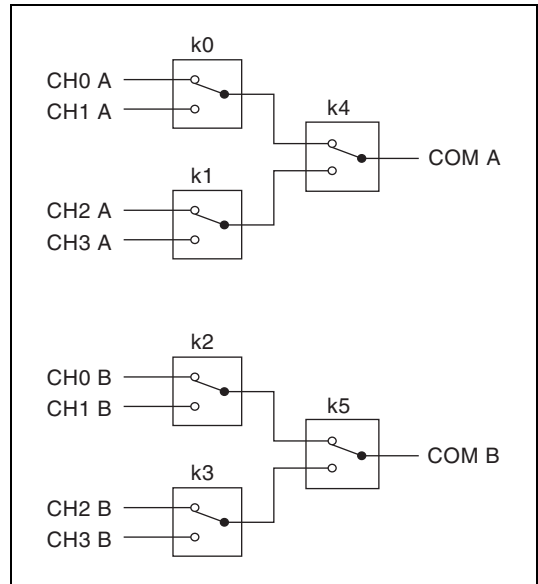 k0
CH0 A
CH1 A
k4
COM A
k1
CH2 A
CH3 A
k2
CH0 B
CH1 B
k5
COM B
k3
CH2 B
CH3 B